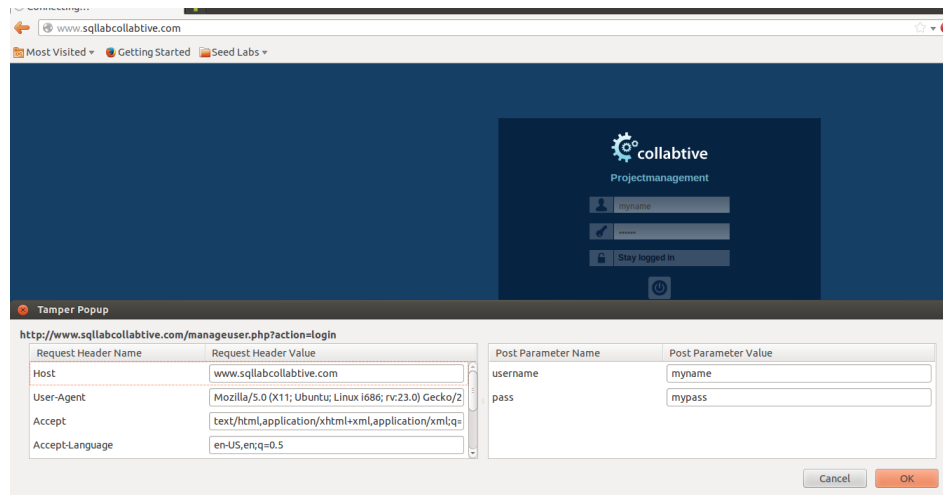 Connecting...
www.sqllabcollabtive.com
Most Visited Getting Started Seed Labs
collabtive
Projectmanagement
myname
••••••
Stay logged in
Tamper Popup
http://www.sqllabcollabtive.com/manageuser.php?action=login
Request Header Name Request Header Value
Post Parameter Name Post Parameter Value
Host www.sqllabcollabtive.com
username myname
User-Agent Mozilla/5.0 (X11; Ubuntu; Linux i686; rv:23.0) Gecko/2
pass mypass
Accept text/html,application/xhtml+xml,application/xml;q=
Accept-Language en-US,en;q=0.5
Cancel OK